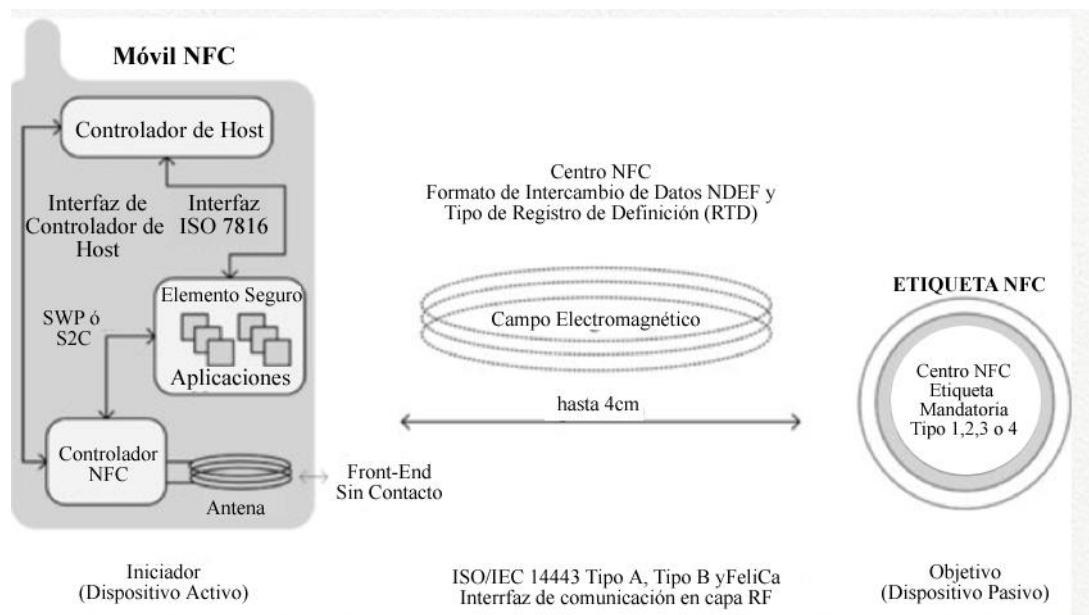 Móvil NFC
Controlador de Host
Interfaz de
Controlador de
Host
Interfaz
ISO 7816
Elemento Seguro
Aplicaciones
SWP ó
S2C
Controlador
NFC
Antena
Front-End
Sin Contacto
Iniciador
(Dispositivo Activo)
Centro NFC
Formato de Intercambio de Datos NDEF y
Tipo de Registro de Definición (RTD)
Campo Electromagnético
hasta 4cm
ISO/IEC 14443 Tipo A, Tipo B yFeliCa
Interrfaz de comunicación en capa RF
ETIQUETA NFC
Centro NFC
Etiqueta
Mandatoria
Tipo 1,2,3 o 4
Objetivo
(Dispositivo Pasivo)